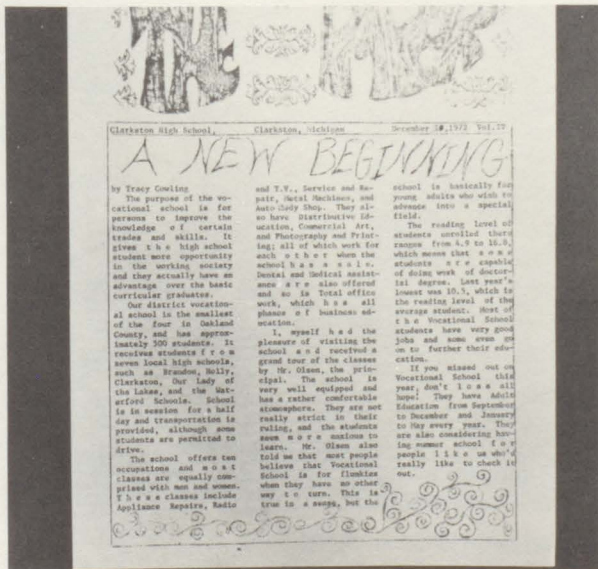 THE
Clarkston High School, Clarkston, Michigan December 18, 1972 Vol.IV
A NEW BEGINNING
by Tracy Cowling
The purpose of the vo-
cational school is for
persons to improve the
knowledge of certain
trades and skills. It
gives the high school
student more opportunity
in the working society
and they actually have an
advantage over the basic
curricular graduates.
Our district vocation-
al school is the smallest
of the four in Oakland
County, and has approx-
imately 300 students. It
receives students from
seven local high schools,
such as Brandon, Holly,
Clarkston, Our Lady of
the Lakes, and the Wat-
erford Schools. School
is in session for a half
day and transportation is
provided, although some
students are permitted to
drive.
The school offers ten
occupations and most
classes are equally com-
prised with men and women.
These classes include
Appliance Repairs, Radio
and T.V., Service and Re-
pair, Metal Machines, and
Auto Body Shop. They al-
so have Distributive Ed-
ucation, Commercial Art,
and Photography and Print-
ing; all of which work for
each other when the
school has a sale.
Dental and Medical assist-
ance are also offered
and so is Total office
work, which has all
phases of business ed-
ucation.
I, myself had the
pleasure of visiting the
school and received a
grand tour of the classes
by Mr. Olsen, the prin-
cipal. The school is
very well equipped and
has a rather comfortable
atomosphere. They are not
really strict in their
ruling, and the students
seem more anxious to
learn. Mr. Olsen also
told me that most people
believe that Vocational
School is for flunkies
when they have no other
way to turn. This is
true in a sense, but the
school is basically for
young adults who wish to
advance into a special
field.
The reading level of
students enrolled there
ranges from 4.9 to 16.0,
which means that some
students are capable
of doing work of doctor-
ial degree. Last year's
lowest was 10.3, which is
the reading level of the
average student. Most of
the Vocational School
students have very good
jobs and some even go
on to further their edu-
cation.
If you missed out on
Vocational School this
year, don't loose all
hope! They have Adult
Education from September
to December and January
to May every year. They
are also considering hav-
ing summer school for
people like us who'd
really like to check it
out.